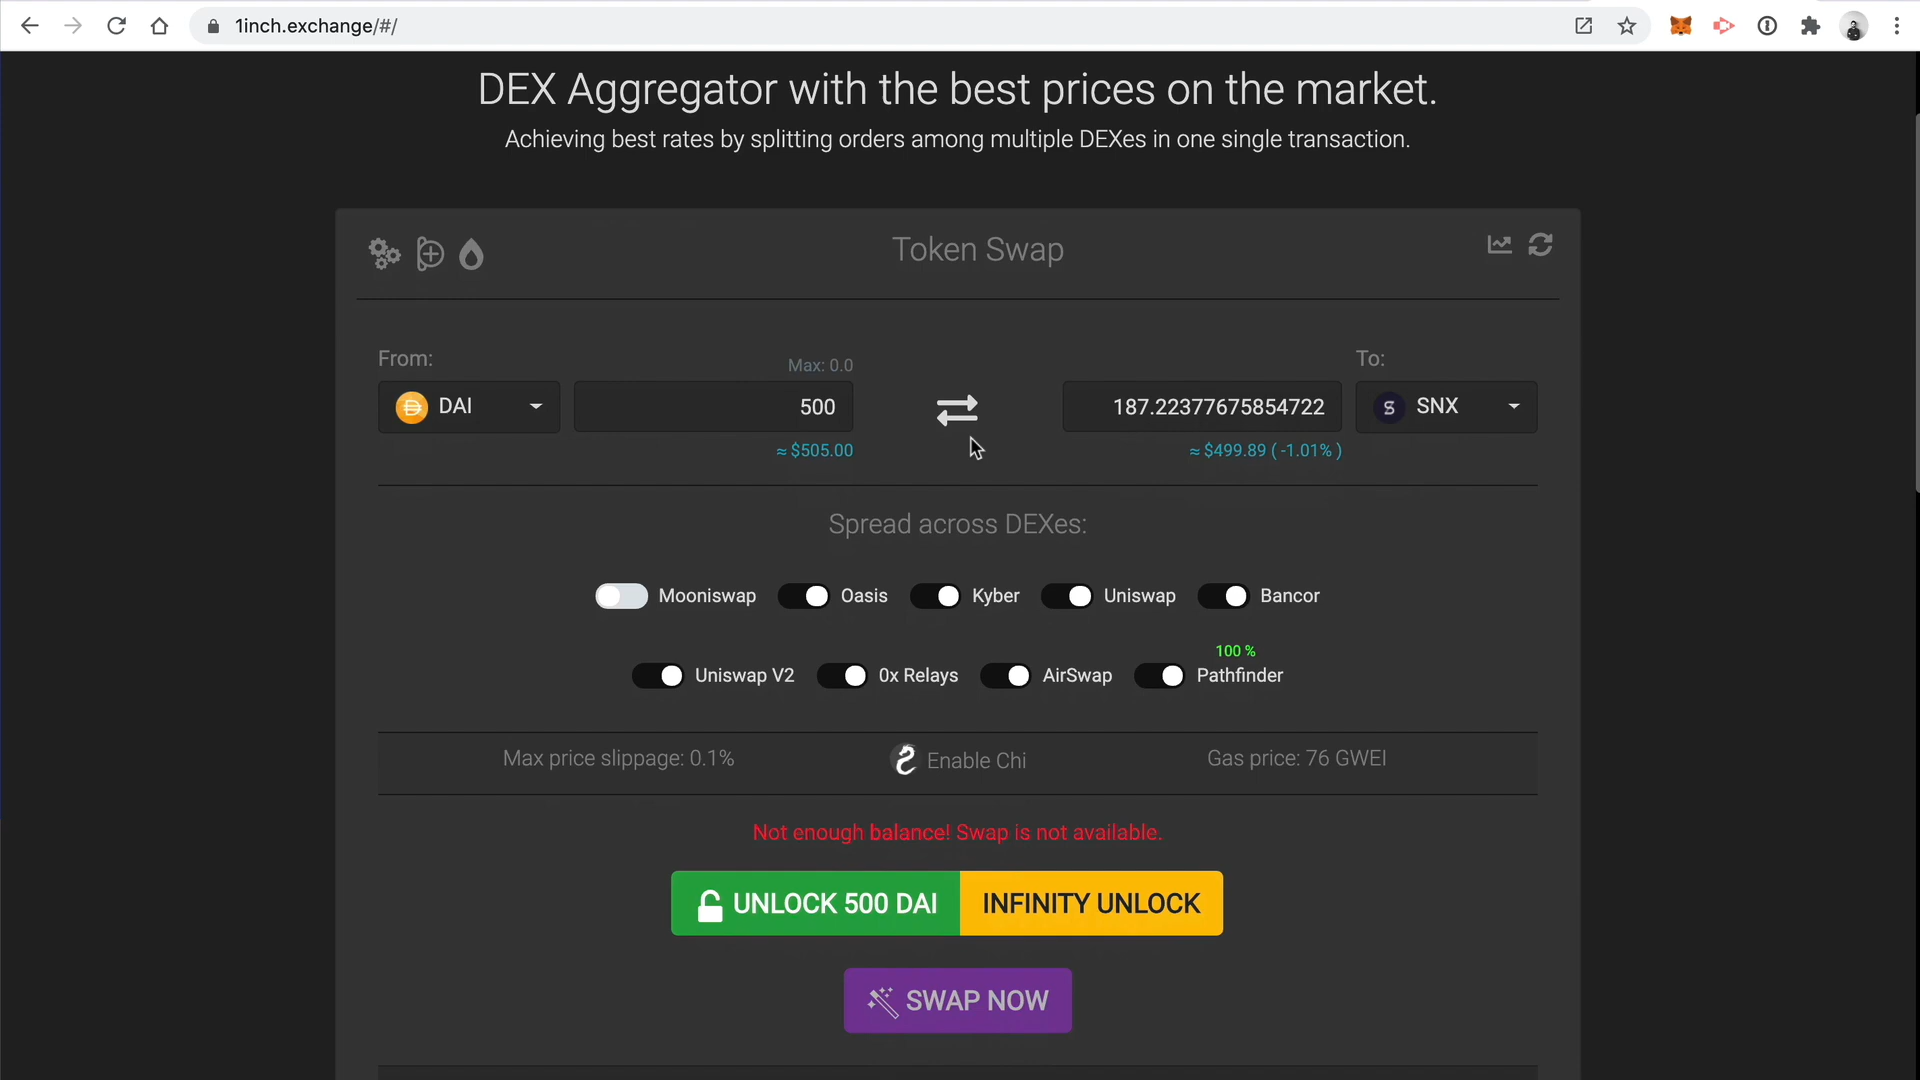 1inch.exchange/#/
DEX Aggregator with the best prices on the market.
Achieving best rates by splitting orders among multiple DEXes in one single transaction.
Token Swap
From:
Max: 0.0
To:
DAI
500
187.22377675854722
SNX
≈ $505.00
≈ $499.89 ( -1.01% )
Spread across DEXes:
Mooniswap Oasis Kyber Uniswap Bancor
100 %
Uniswap V2 0x Relays AirSwap Pathfinder
Max price slippage: 0.1%
Enable Chi
Gas price: 76 GWEI
Not enough balance! Swap is not available.
UNLOCK 500 DAI
INFINITY UNLOCK
SWAP NOW